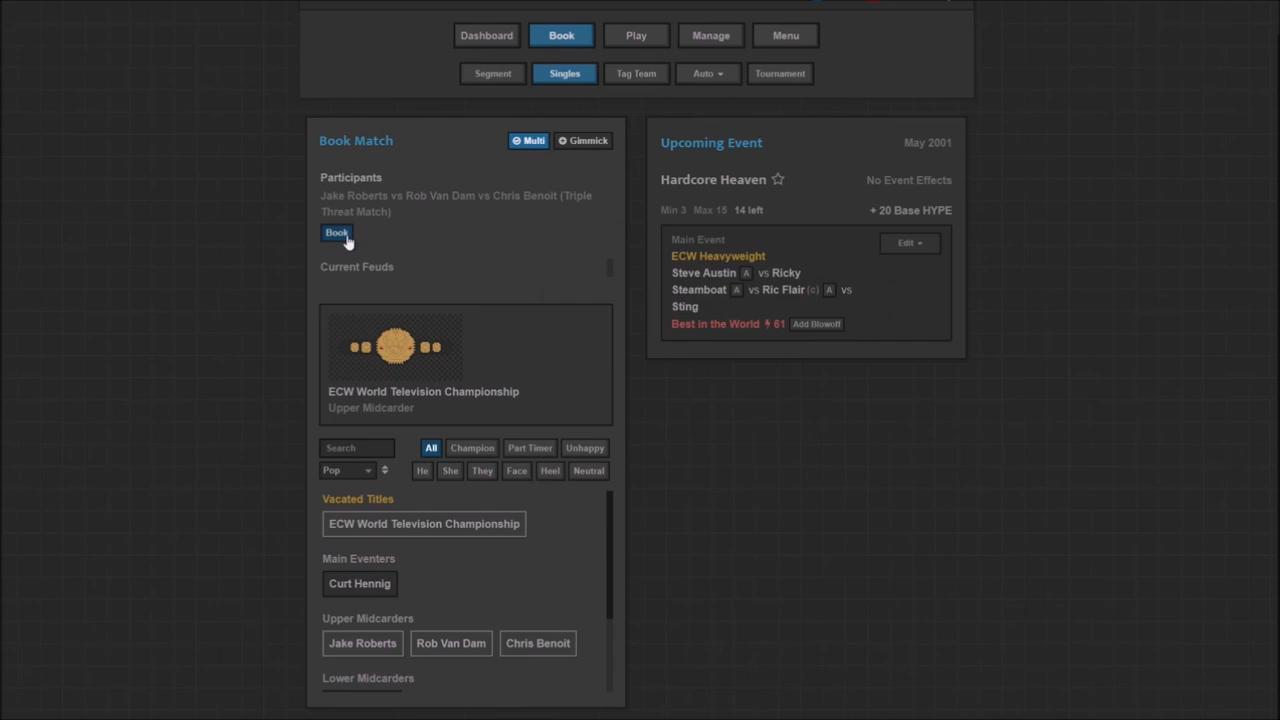 Dashboard
Book
Play
Manage
Menu
Segment
Singles
Tag Team
Auto
Tournament
Book Match
Multi
Gimmick
Participants
Jake Roberts vs Rob Van Dam vs Chris Benoit (Triple
Threat Match)
Book
Current Feuds
ECW World Television Championship
Upper Midcarder
Search
All
Champion
Part Timer
Unhappy
Pop
He
She
They
Face
Heel
Neutral
Vacated Titles
ECW World Television Championship
Main Eventers
Curt Hennig
Upper Midcarders
Jake Roberts
Rob Van Dam
Chris Benoit
Lower Midcarders
Upcoming Event
May 2001
Hardcore Heaven
No Event Effects
Min 3 Max 15 14 left
+ 20 Base HYPE
Main Event
Edit
ECW Heavyweight
Steve Austin A vs Ricky
Steamboat A vs Ric Flair (c) A vs
Sting
Best in the World 61 Add Blowoff